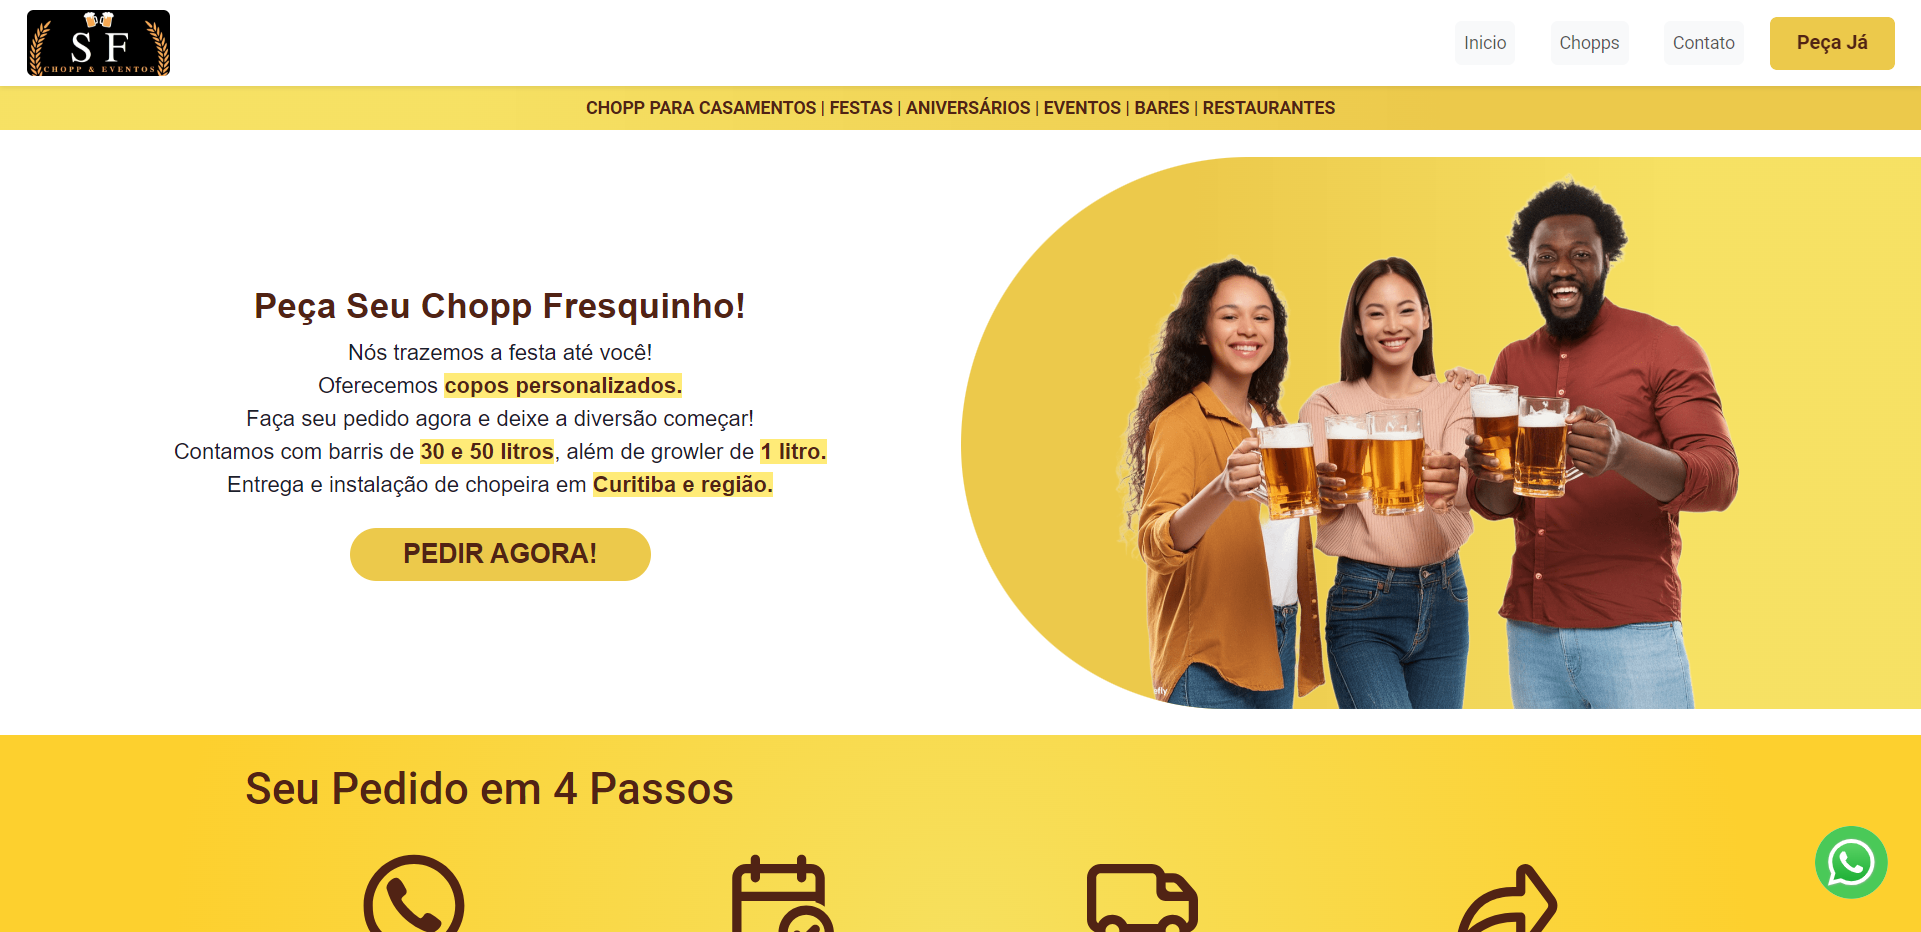 S F
CHOPP & EVENTOS
Inicio
Chopps
Contato
Peça Já
CHOPP PARA CASAMENTOS | FESTAS | ANIVERSÁRIOS | EVENTOS | BARES | RESTAURANTES
Peça Seu Chopp Fresquinho!
Nós trazemos a festa até você!
Oferecemos copos personalizados.
Faça seu pedido agora e deixe a diversão começar!
Contamos com barris de 30 e 50 litros, além de growler de 1 litro.
Entrega e instalação de chopeira em Curitiba e região.
PEDIR AGORA!
Seu Pedido em 4 Passos